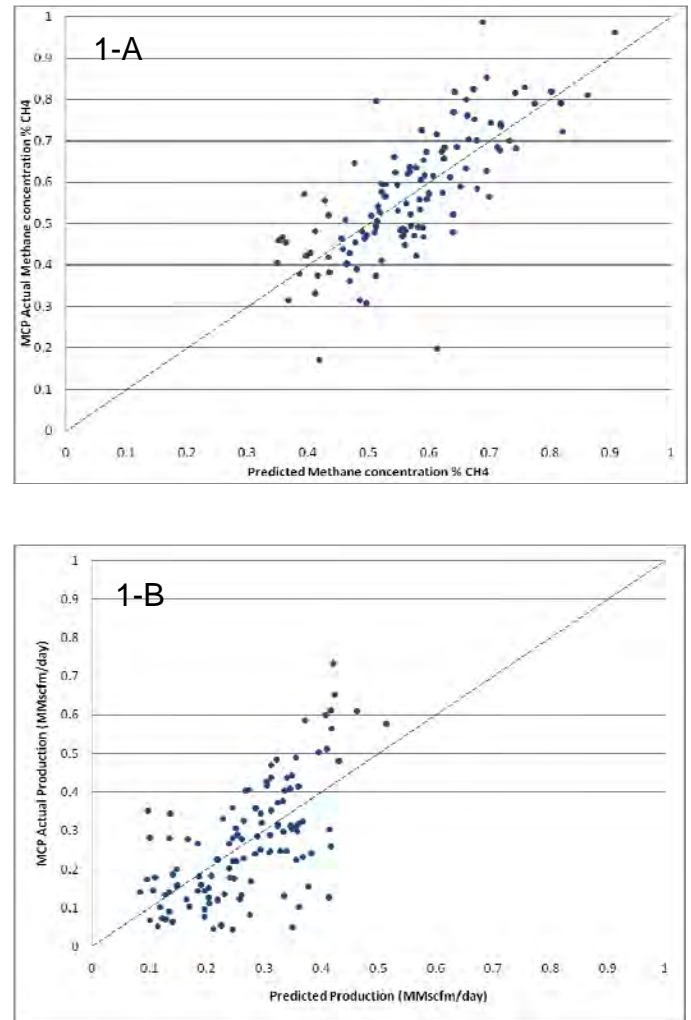 1-A
MCP Actual Methane concentration % CH4
1
0.9
0.8
0.7
0.6
0.5
0.4
0.3
0.2
0.1
0
0 0.1 0.2 0.3 0.4 0.5 0.6 0.7 0.8 0.9 1
Predicted Methane concentration % CH4
1-B
MCP Actual Production (MMscfm/day)
1
0.9
0.8
0.7
0.6
0.5
0.4
0.3
0.2
0.1
0
0 0.1 0.2 0.3 0.4 0.5 0.6 0.7 0.8 0.9 1
Predicted Production (MMscfm/day)